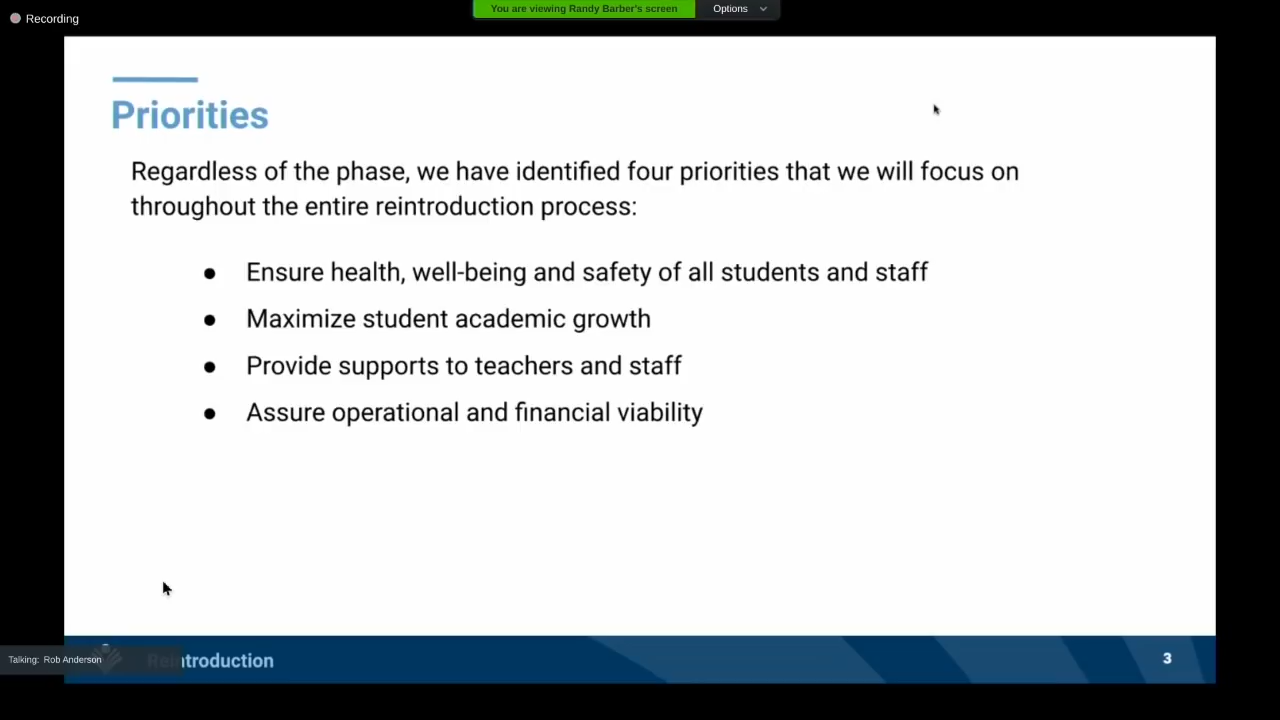 Recording
You are viewing Randy Barber's screen
Options
Priorities
Regardless of the phase, we have identified four priorities that we will focus on
throughout the entire reintroduction process:
● Ensure health, well-being and safety of all students and staff
● Maximize student academic growth
● Provide supports to teachers and staff
● Assure operational and financial viability
Talking: Rob Anderson
Reintroduction
3